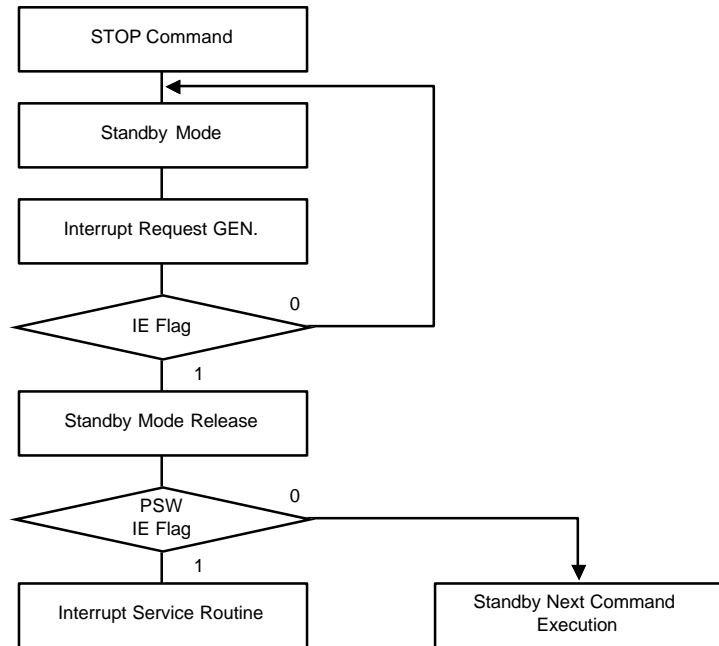 STOP Command
Standby Mode
Interrupt Request GEN.
0
IE Flag
1
Standby Mode Release
0
PSW
IE Flag
1
Interrupt Service Routine
Standby Next Command
Execution